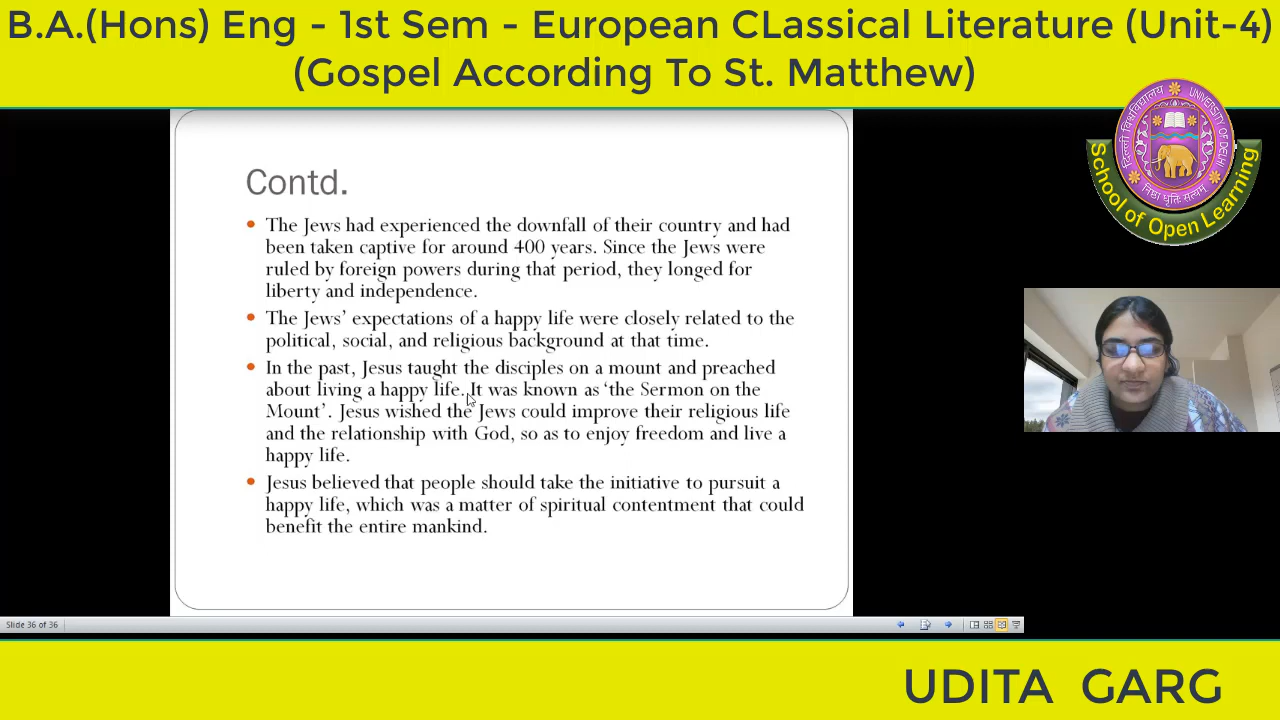 B.A.(Hons) Eng - 1st Sem - European CLassical Literature (Unit-4)
(Gospel According To St. Matthew)
दिल्ली विश्वविद्यालय
UNIVERSITY OF DELHI
निष्ठा धृतिः सत्यम्
School of Open Learning
Contd.
The Jews had experienced the downfall of their country and had
been taken captive for around 400 years. Since the Jews were
ruled by foreign powers during that period, they longed for
liberty and independence.
The Jews’ expectations of a happy life were closely related to the
political, social, and religious background at that time.
In the past, Jesus taught the disciples on a mount and preached
about living a happy life. It was known as ‘the Sermon on the
Mount’. Jesus wished the Jews could improve their religious life
and the relationship with God, so as to enjoy freedom and live a
happy life.
Jesus believed that people should take the initiative to pursuit a
happy life, which was a matter of spiritual contentment that could
benefit the entire mankind.
Slide 36 of 36
UDITA GARG